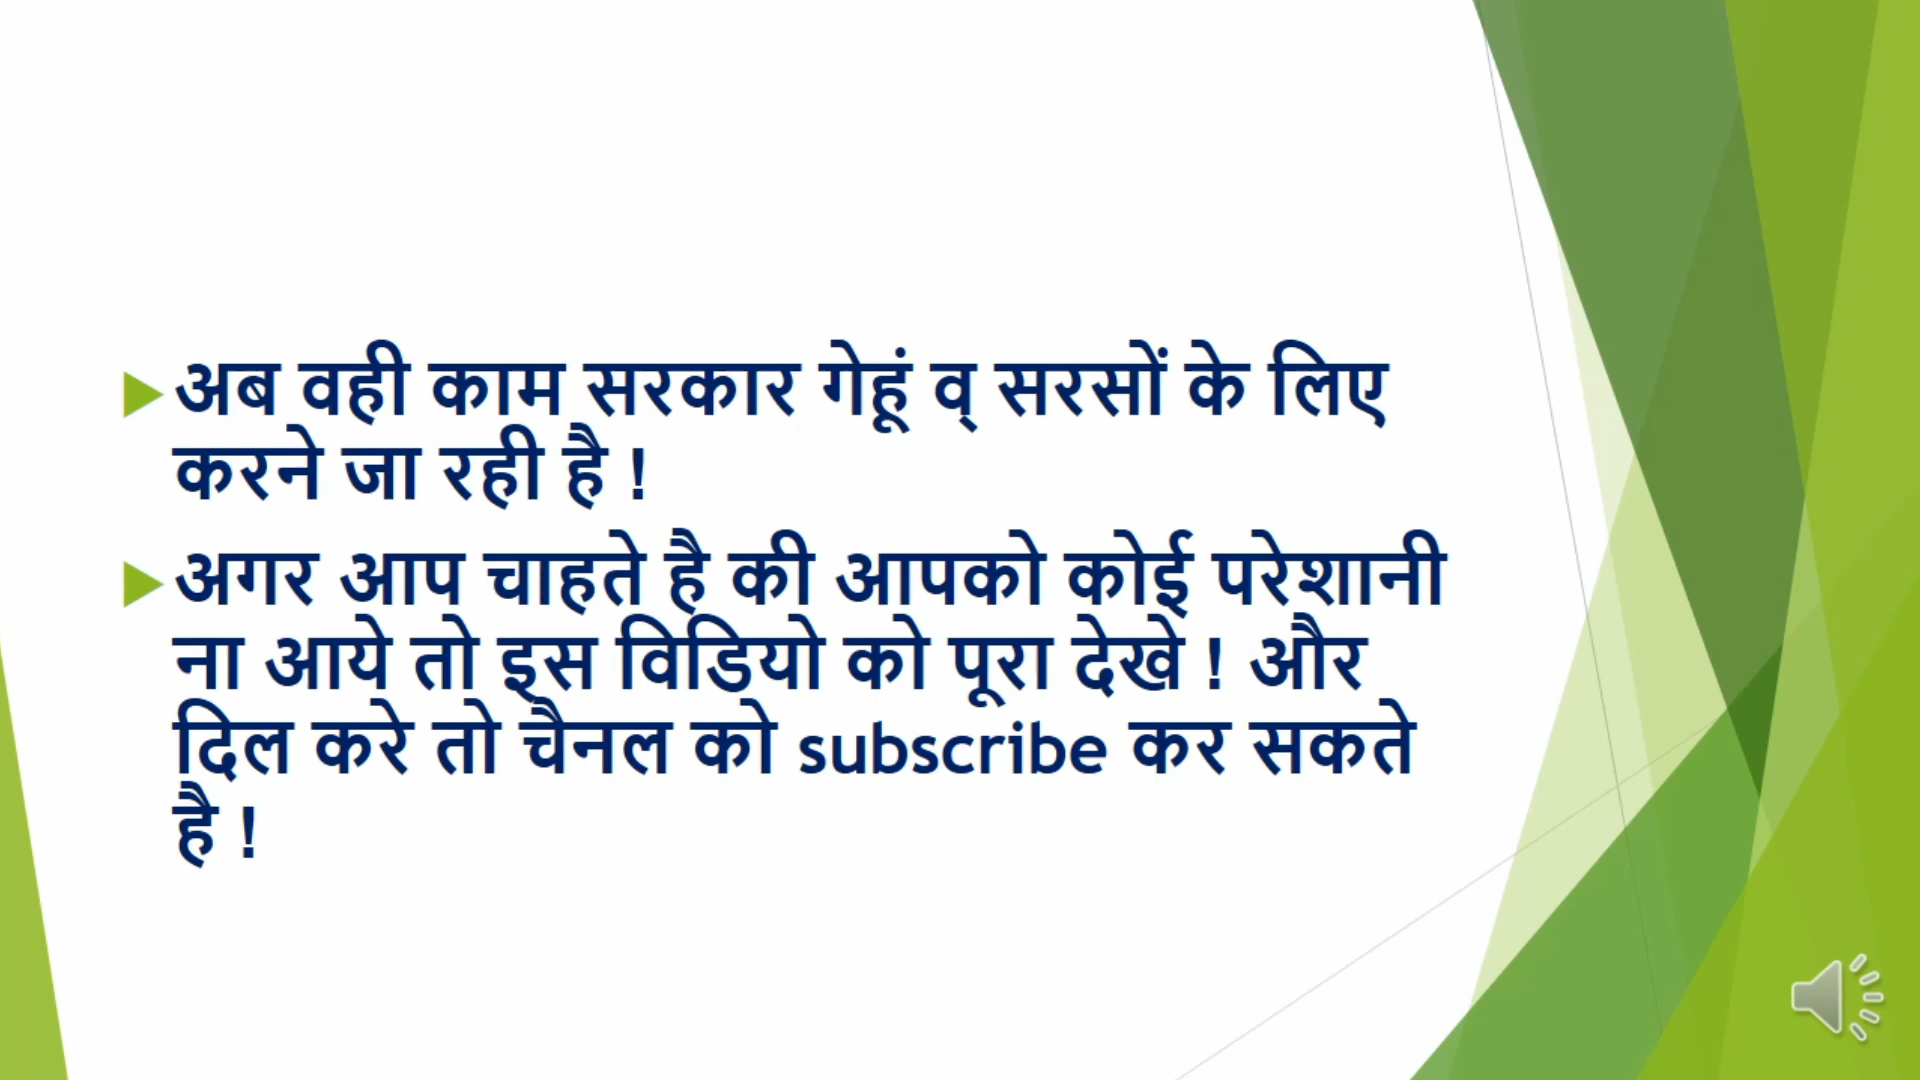 अब वही काम सरकार गेहूं व् सरसों के लिए
करने जा रही है !
अगर आप चाहते है की आपको कोई परेशानी
ना आये तो इस विडियो को पूरा देखे ! और
दिल करे तो चैनल को subscribe कर सकते
है !